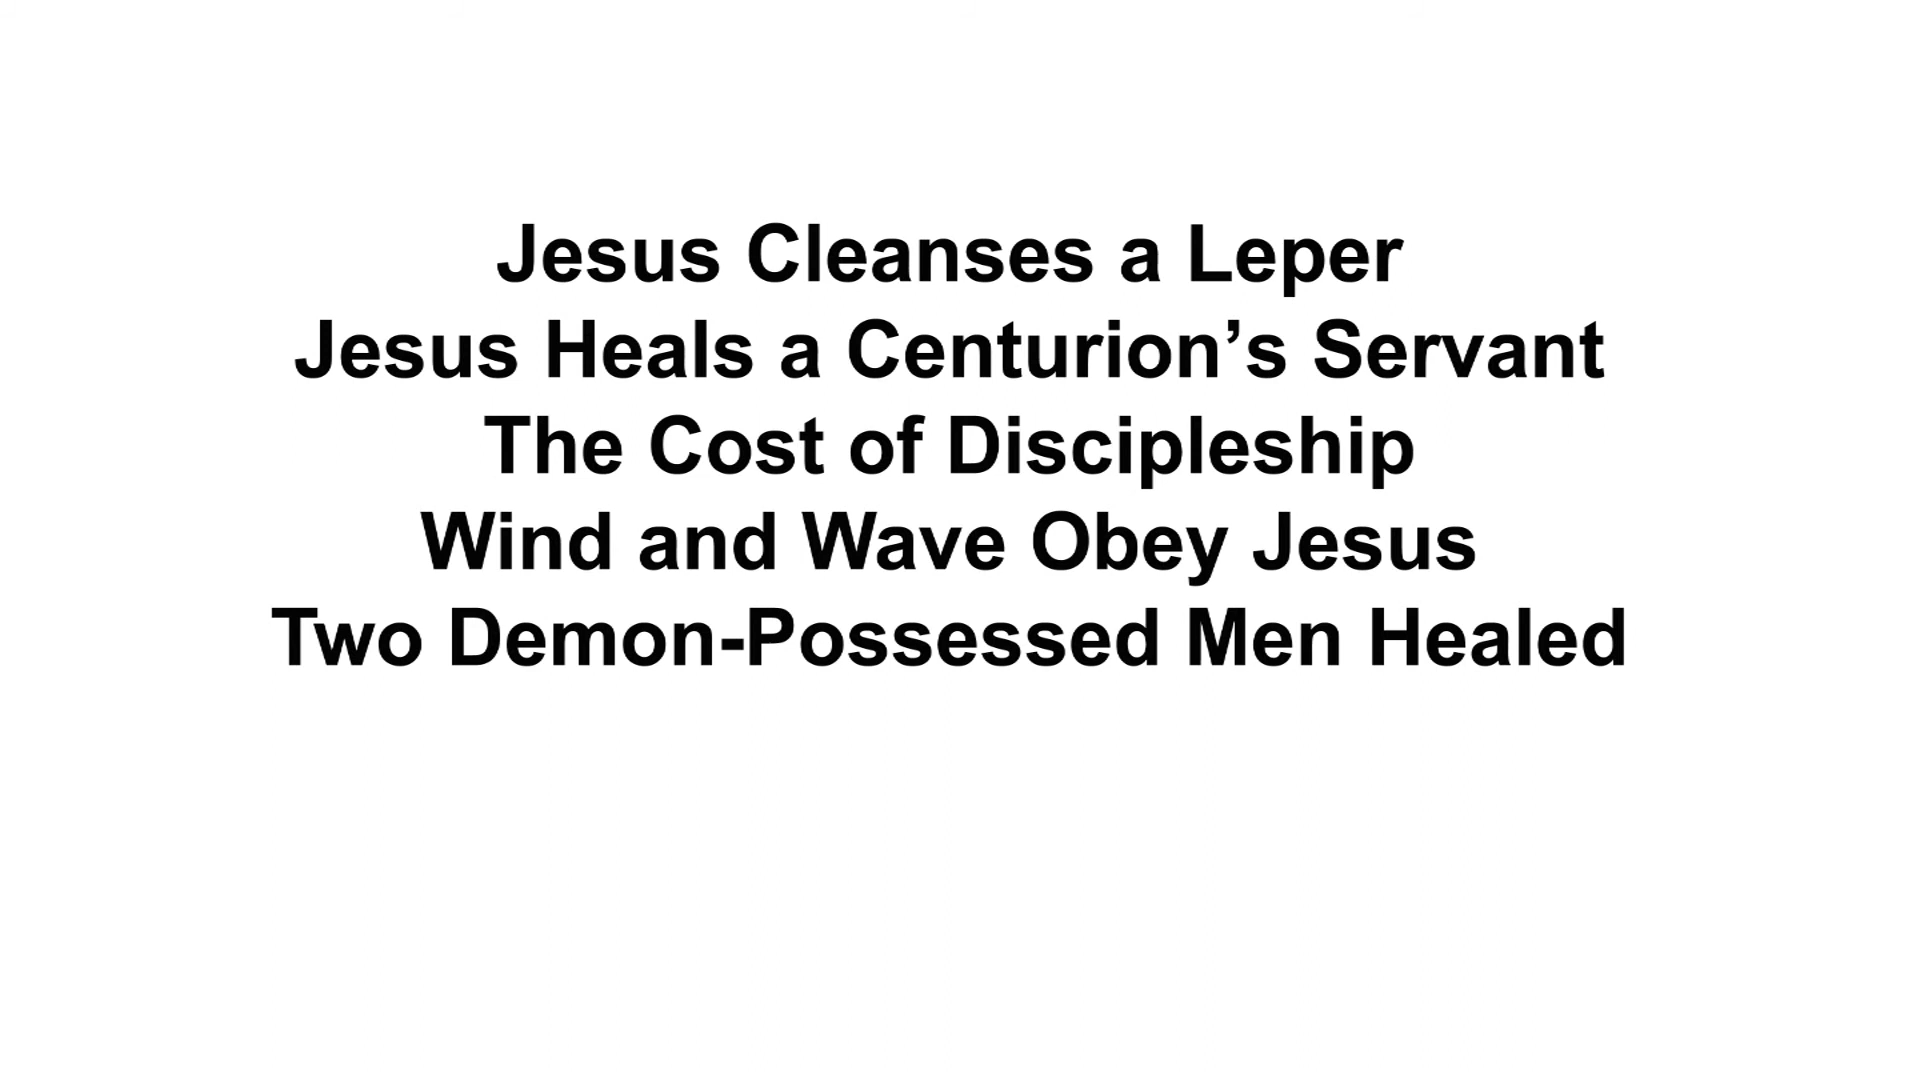 Jesus Cleanses a Leper
Jesus Heals a Centurion’s Servant
The Cost of Discipleship
Wind and Wave Obey Jesus
Two Demon-Possessed Men Healed